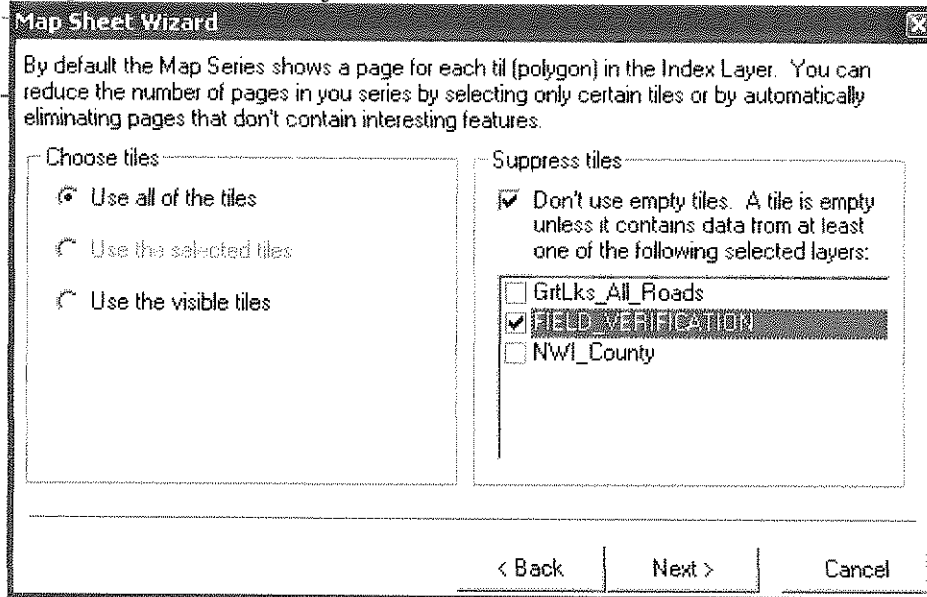 Map Sheet Wizard
By default the Map Series shows a page for each til (polygon) in the Index Layer. You can
reduce the number of pages in you series by selecting only certain tiles or by automatically
eliminating pages that don't contain interesting features.
Choose tiles
Use all of the tiles
Use the selected tiles
Use the visible tiles
Suppress tiles
Don't use empty tiles. A tile is empty
unless it contains data from at least
one of the following selected layers:
GrtLks_All_Roads
FIELD_VERIFICATION
NWI_County
< Back
Next >
Cancel